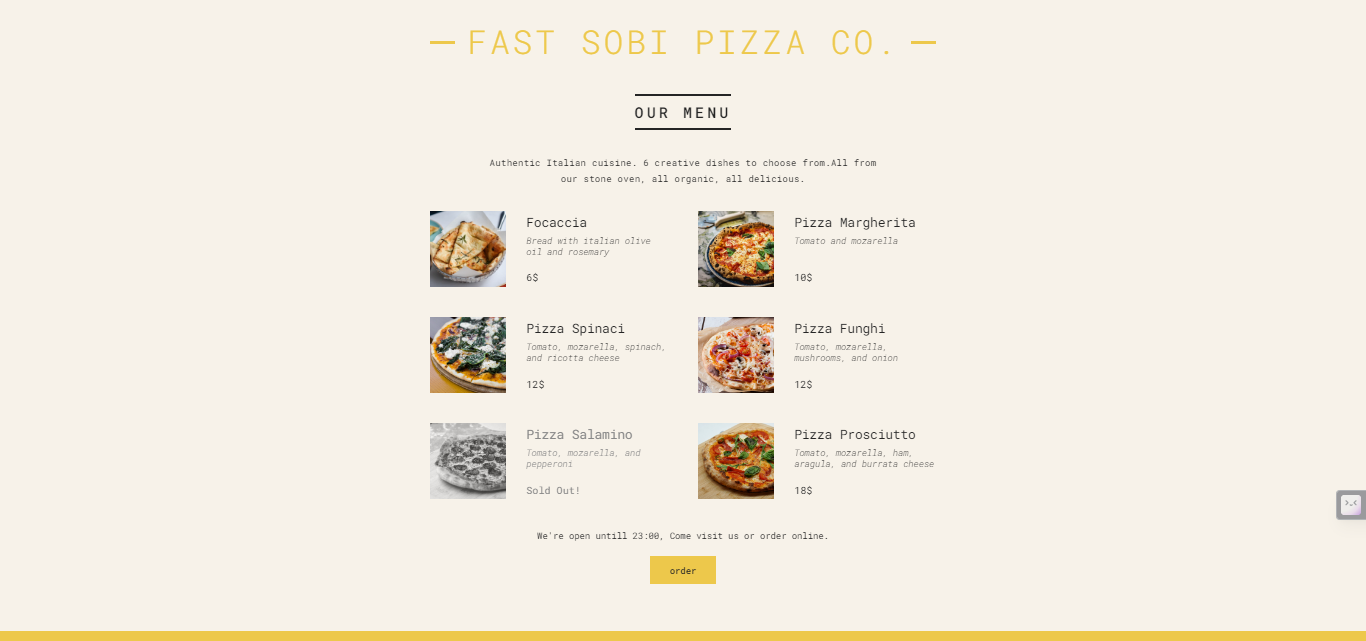 FAST SOBI PIZZA CO.
OUR MENU
Authentic Italian cuisine. 6 creative dishes to choose from.All from
our stone oven, all organic, all delicious.
Focaccia
Bread with italian olive
oil and rosemary
6$
Pizza Margherita
Tomato and mozarella
10$
Pizza Spinaci
Tomato, mozarella, spinach,
and ricotta cheese
12$
Pizza Funghi
Tomato, mozarella,
mushrooms, and onion
12$
Pizza Salamino
Tomato, mozarella, and
pepperoni
Sold Out!
Pizza Prosciutto
Tomato, mozarella, ham,
aragula, and burrata cheese
18$
We're open untill 23:00, Come visit us or order online.
order